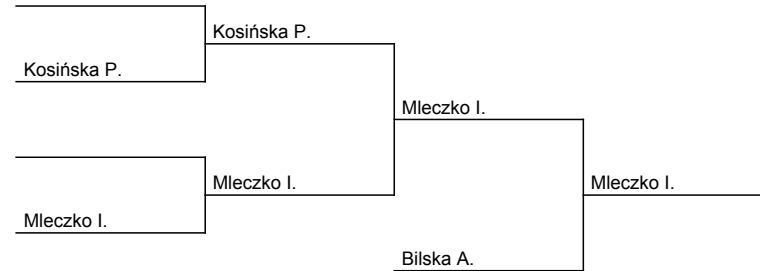 Kosińska P.
Kosińska P.
Mleczko I.
Mleczko I.
Mleczko I.
Mleczko I.
Bilska A.